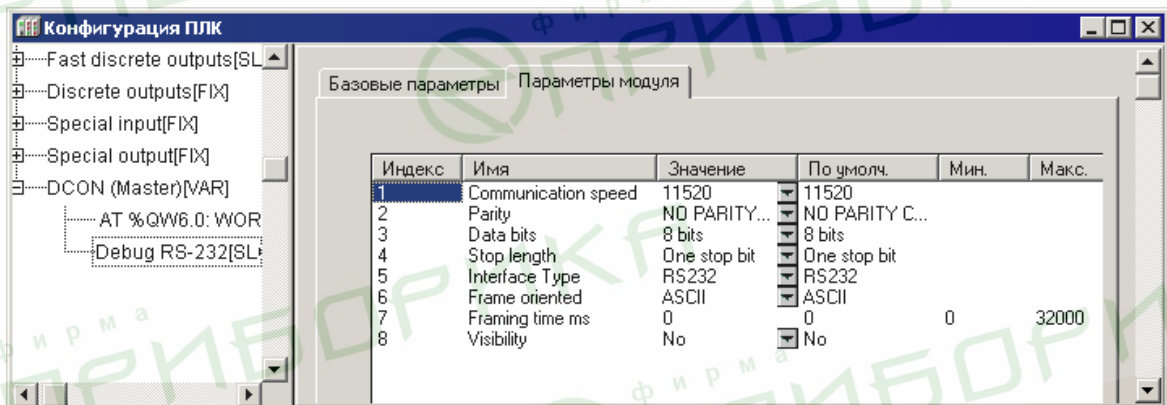 Конфигурация ПЛК
Fast discrete outputs[SL
Discrete outputs[FIX]
Special input[FIX]
Special output[FIX]
DCON (Master)[VAR]
AT %QW6.0: WOR
Debug RS-232[SL
Базовые параметры Параметры модуля
Индекс Имя Значение По умолч. Мин. Макс.
1 Communication speed 11520 11520
2 Parity NO PARITY... NO PARITY C...
3 Data bits 8 bits 8 bits
4 Stop length One stop bit One stop bit
5 Interface Type RS232 RS232
6 Frame oriented ASCII ASCII
7 Framing time ms 0 0 0 32000
8 Visibility No No
фирма
ПРИБОРИКА